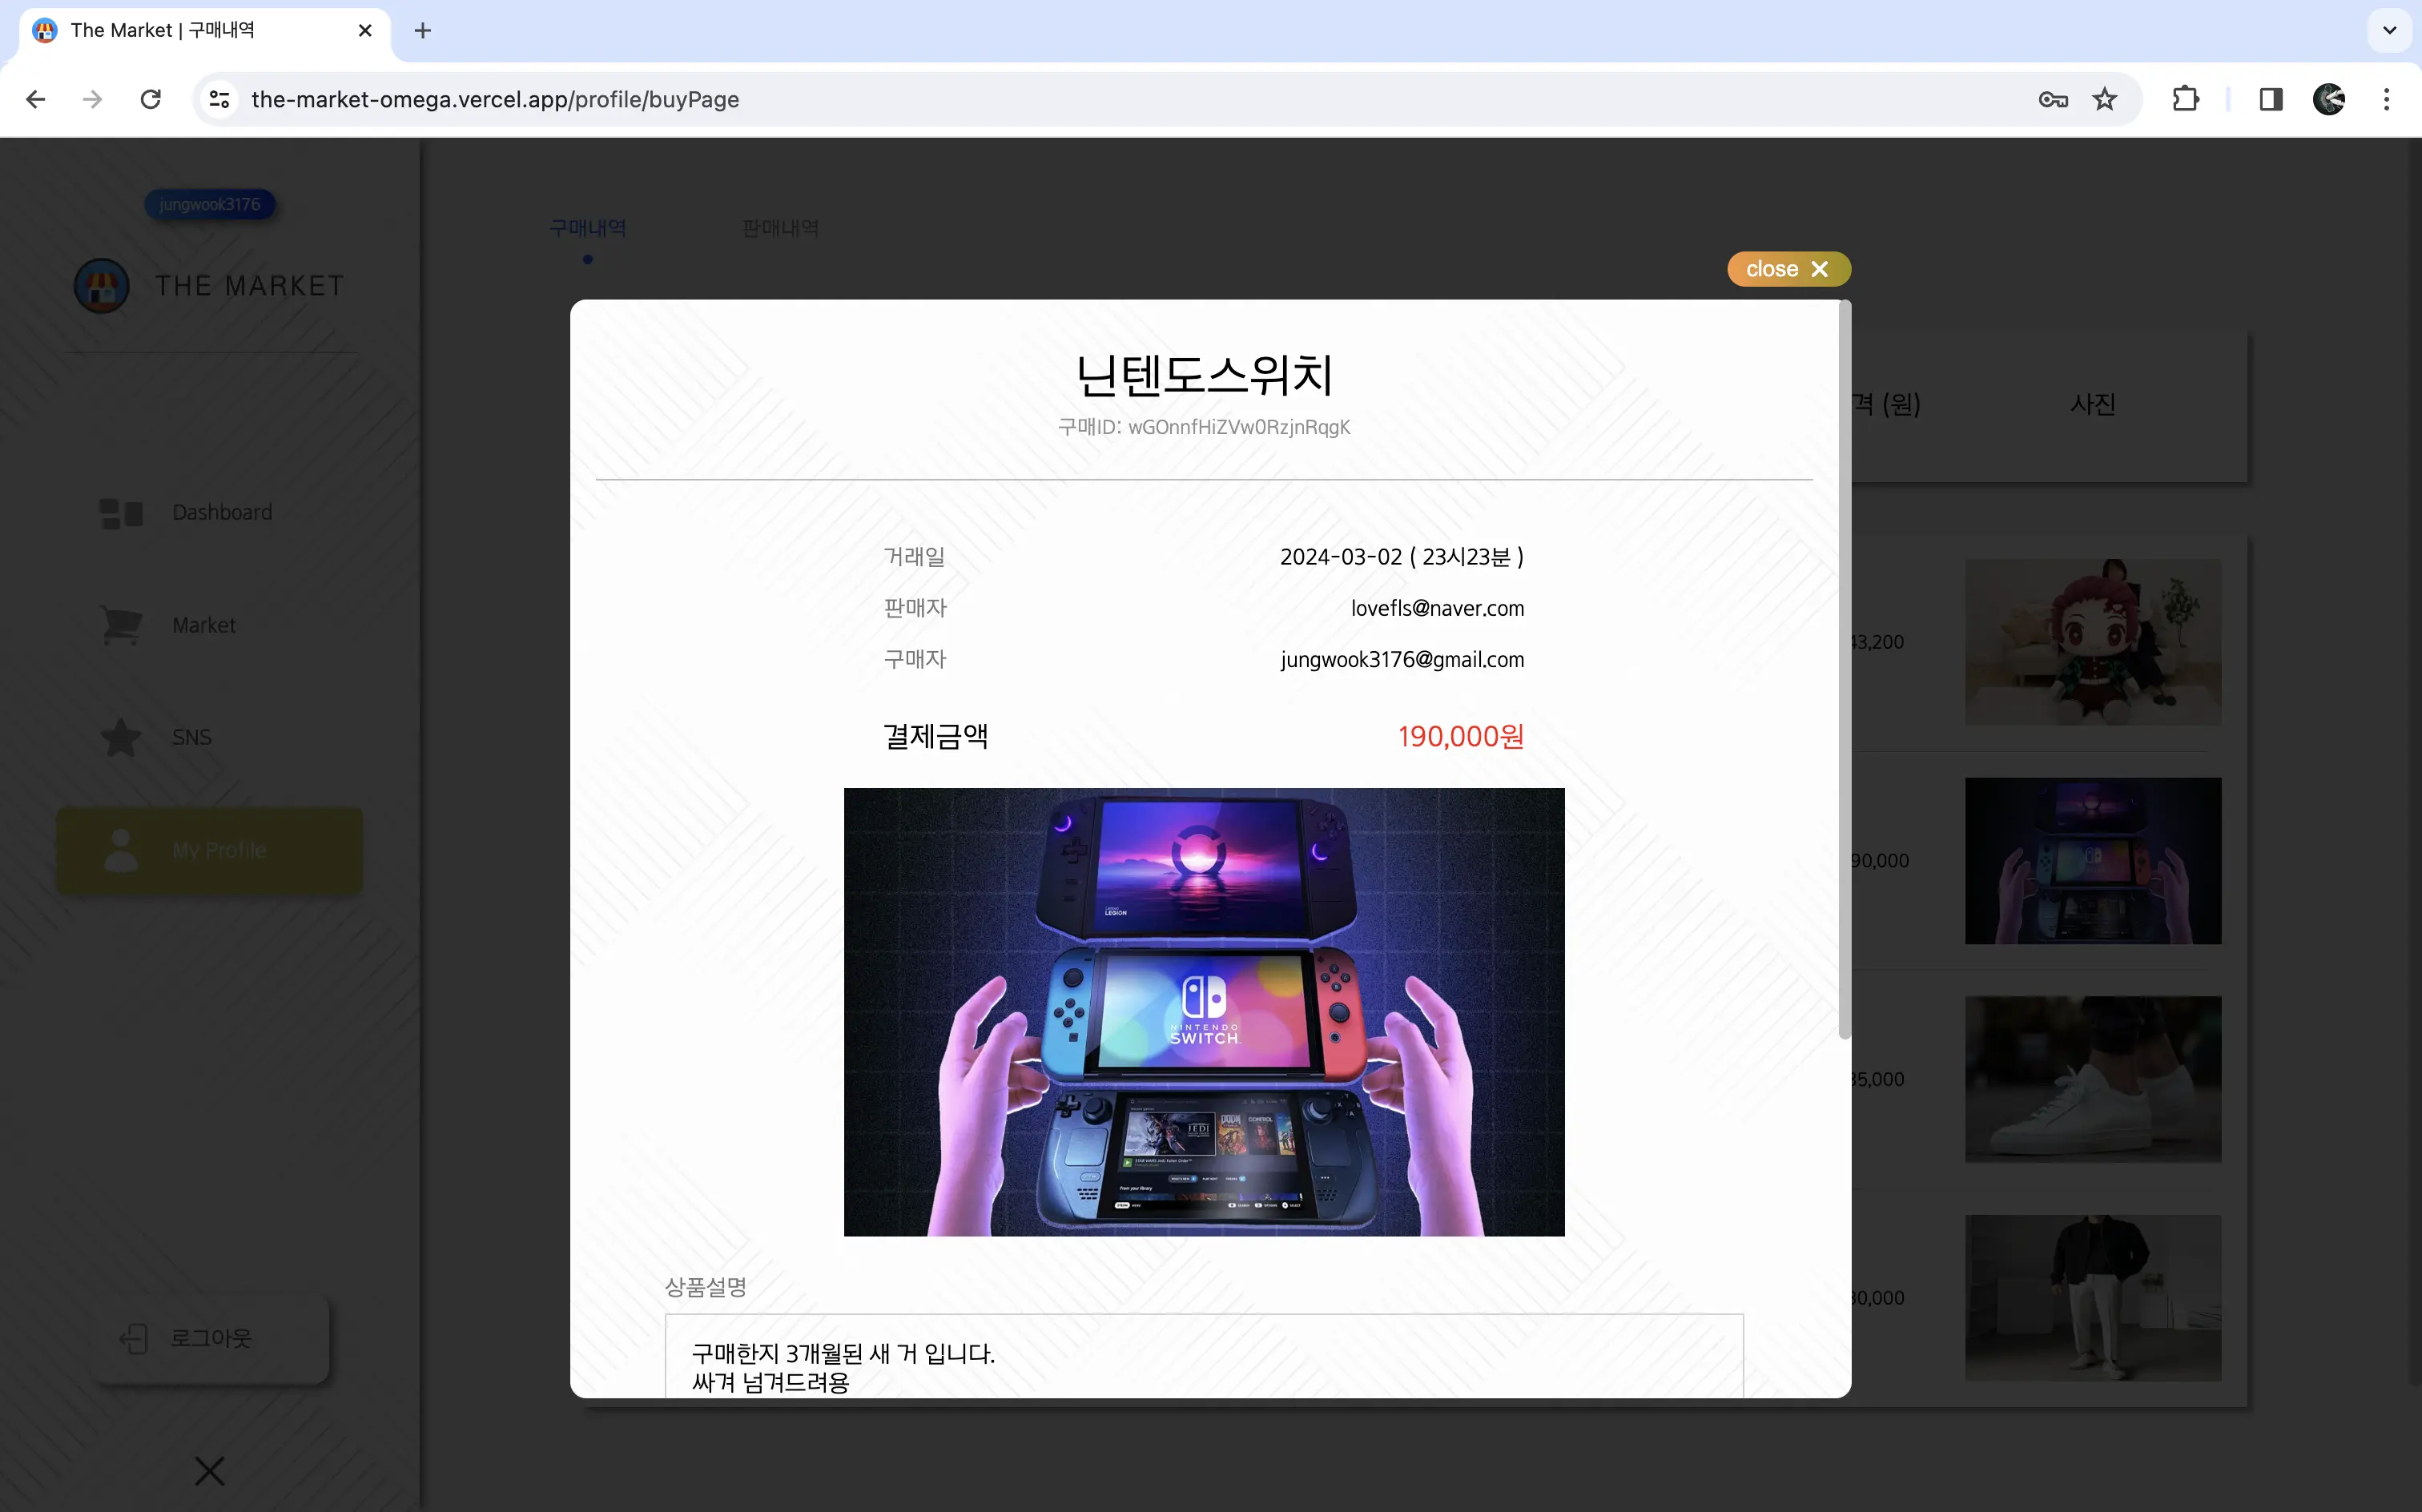 The Market | 구매내역
the-market-omega.vercel.app/profile/buyPage
jungwook3176
THE MARKET
Dashboard
Market
SNS
My Profile
로그아웃
구매내역
판매내역
close
격 (원)
사진
43,200
90,000
35,000
30,000
닌텐도스위치
구매ID: wGOnnfHiZVw0RzjnRqgK
거래일 2024-03-02 ( 23시23분 )
판매자 lovefls@naver.com
구매자 jungwook3176@gmail.com
결제금액 190,000원
LEGION
NINTENDO
SWITCH
JEDI
DOOM
CONTROL
상품설명
구매한지 3개월된 새 거 입니다.
싸겨 넘겨드려용